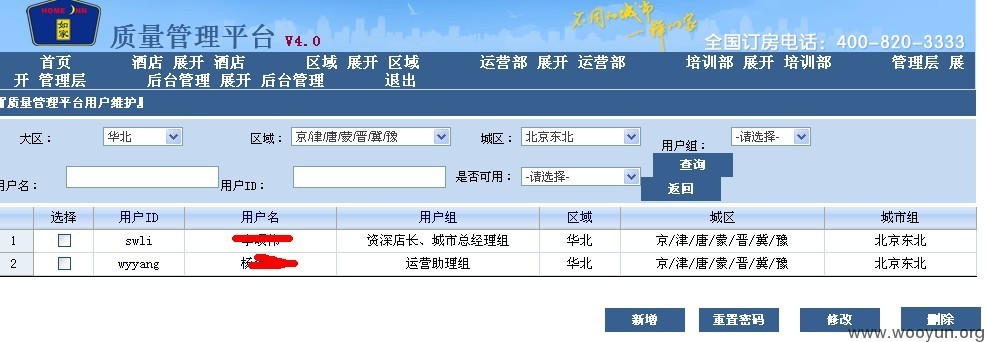 HOME INN
如家
质量管理平台 V4.0
不同的城市 一样的家
全国订房电话：400-820-3333
首页 酒店 展开 酒店 区域 展开 区域 运营部 展开 运营部 培训部 展开 培训部 管理层 展
开 管理层 后台管理 展开 后台管理 退出
『质量管理平台用户维护』
大区： 华北 区域： 京/津/唐/蒙/晋/冀/豫 城区： 北京东北 用户组： -请选择-
用户名： 用户ID： 是否可用： -请选择- 查询
返回
选择 用户ID 用户名 用户组 区域 城区 城市组
1 swli 资深店长、城市总经理组 华北 京/津/唐/蒙/晋/冀/豫 北京东北
2 wyyang 杨 运营助理组 华北 京/津/唐/蒙/晋/冀/豫 北京东北
新增 重置密码 修改 删除
www.wooyun.org